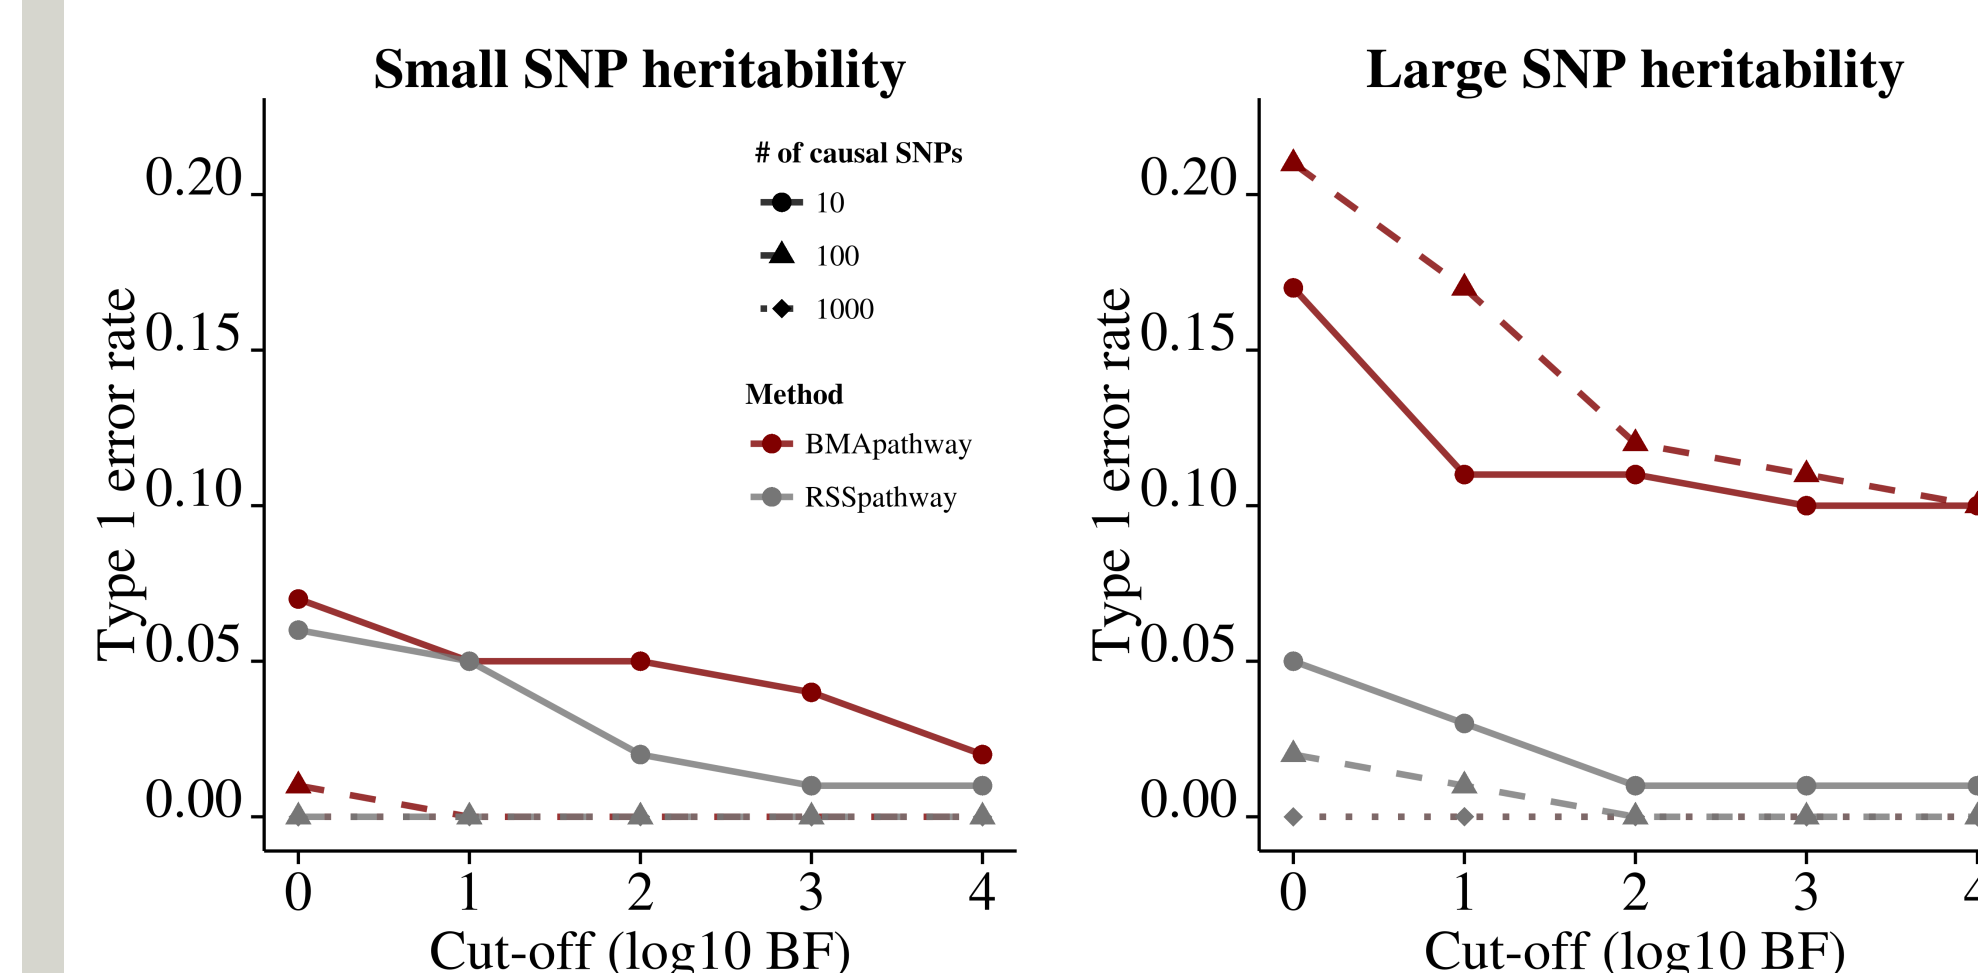 Small SNP heritability
# of causal SNPs
10
100
1000
Method
BMApathway
RSSpathway
0.20
0.15
0.10
0.05
0.00
Type 1 error rate
0 1 2 3 4
Cut-off (log10 BF)
Large SNP heritability
0.20
0.15
0.10
0.05
0.00
Type 1 error rate
0 1 2 3 4
Cut-off (log10 BF)